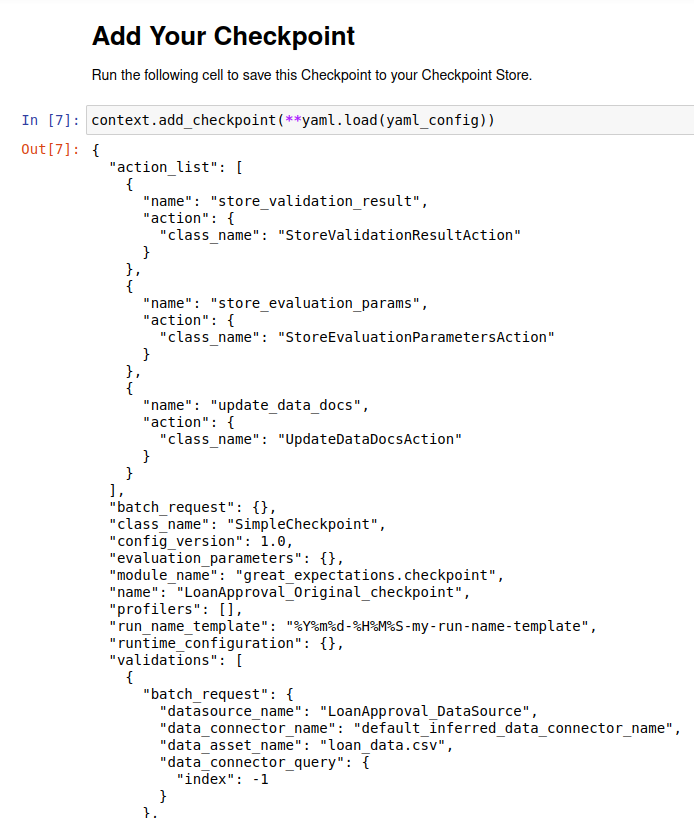 Add Your Checkpoint
Run the following cell to save this Checkpoint to your Checkpoint Store.
In [7]: context.add_checkpoint(**yaml.load(yaml_config))
Out[7]: {
  "action_list": [
    {
      "name": "store_validation_result",
      "action": {
        "class_name": "StoreValidationResultAction"
      }
    },
    {
      "name": "store_evaluation_params",
      "action": {
        "class_name": "StoreEvaluationParametersAction"
      }
    },
    {
      "name": "update_data_docs",
      "action": {
        "class_name": "UpdateDataDocsAction"
      }
    }
  ],
  "batch_request": {},
  "class_name": "SimpleCheckpoint",
  "config_version": 1.0,
  "evaluation_parameters": {},
  "module_name": "great_expectations.checkpoint",
  "name": "LoanApproval_Original_checkpoint",
  "profilers": [],
  "run_name_template": "%Y%m%d-%H%M%S-my-run-name-template",
  "runtime_configuration": {},
  "validations": [
    {
      "batch_request": {
        "datasource_name": "LoanApproval_DataSource",
        "data_connector_name": "default_inferred_data_connector_name",
        "data_asset_name": "loan_data.csv",
        "data_connector_query": {
          "index": -1
        }
      },